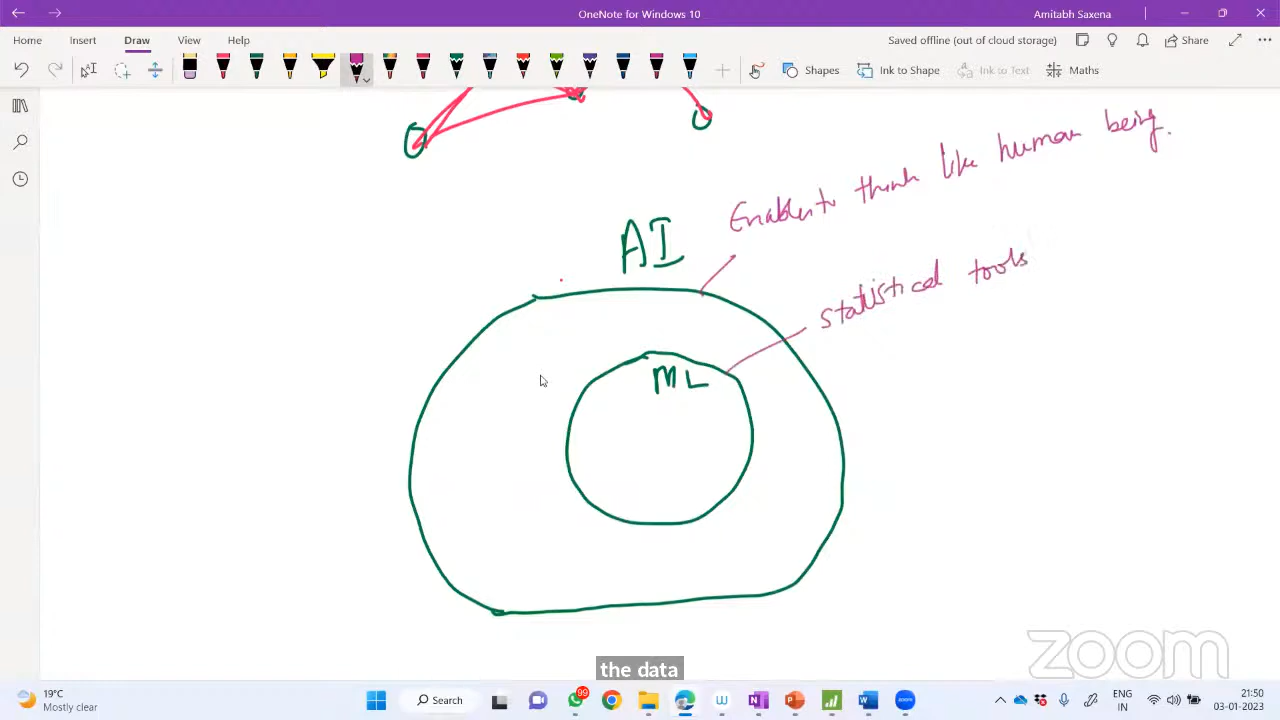 OneNote for Windows 10
Amitabh Saxena
Home Insert Draw View Help
Saved offline (out of cloud storage)
Share
Shapes
Ink to Shape
Ink to Text
Maths
Enables to think like human being.
AI
Statistical tools
ML
zoom
the data
19°C
Mostly clear
Search
99
ENG
IN
21:50
03-01-2023